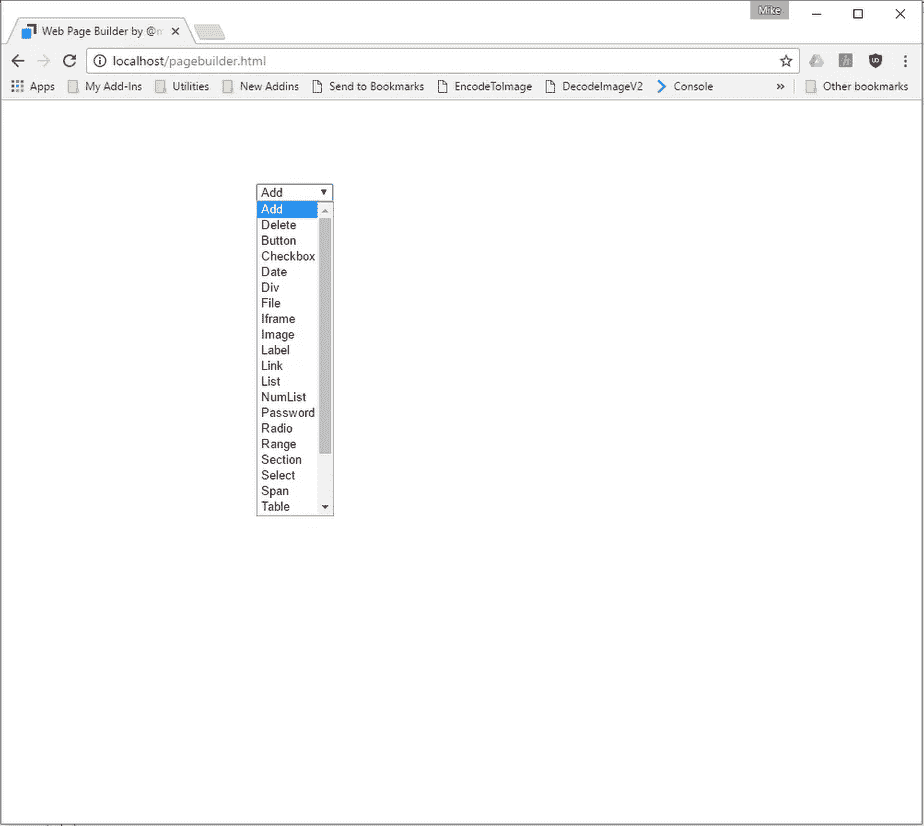 Mike
Web Page Builder by @
localhost/pagebuilder.html
Apps My Add-Ins Utilities New Addins Send to Bookmarks EncodeToImage DecodeImageV2 Console » Other bookmarks
Add
Add
Delete
Button
Checkbox
Date
Div
File
Iframe
Image
Label
Link
List
NumList
Password
Radio
Range
Section
Select
Span
Table